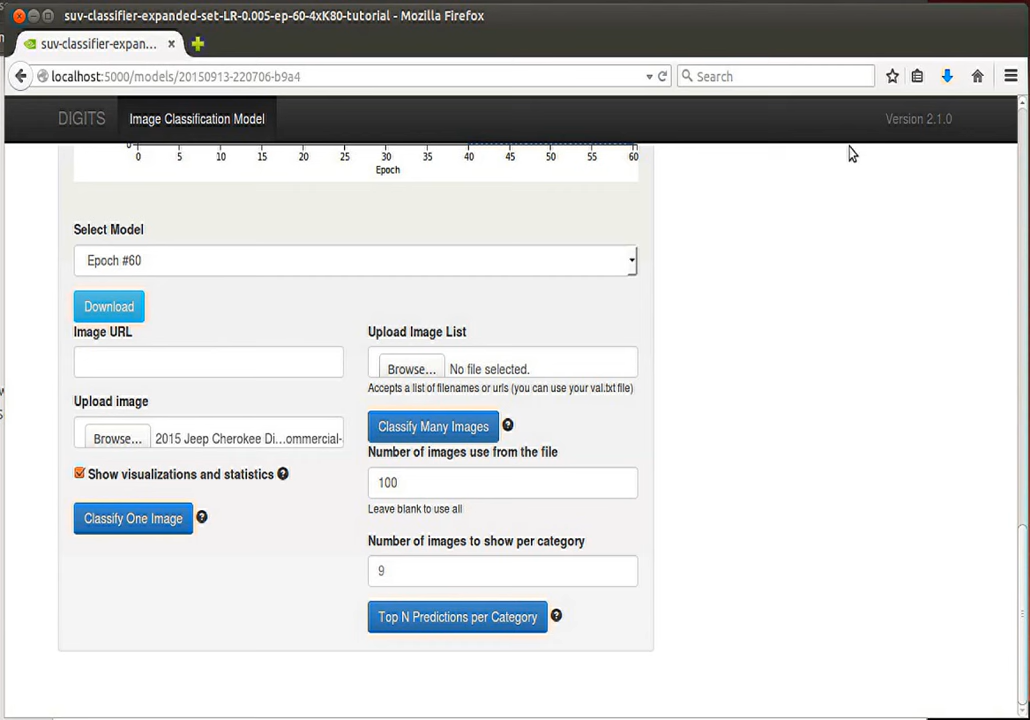 suv-classifier-expanded-set-LR-0.005-ep-60-4xK80-tutorial - Mozilla Firefox
suv-classifier-expan...
localhost:5000/models/20150913-220706-b9a4
Search
DIGITS
Image Classification Model
Version 2.1.0
0 5 10 15 20 25 30 35 40 45 50 55 60
Epoch
Select Model
Epoch #60
Download
Image URL
Upload image
Browse... 2015 Jeep Cherokee Di...ommercial-
Show visualizations and statistics ?
Classify One Image ?
Upload Image List
Browse... No file selected.
Accepts a list of filenames or urls (you can use your val.txt file)
Classify Many Images ?
Number of images use from the file
100
Leave blank to use all
Number of images to show per category
9
Top N Predictions per Category ?